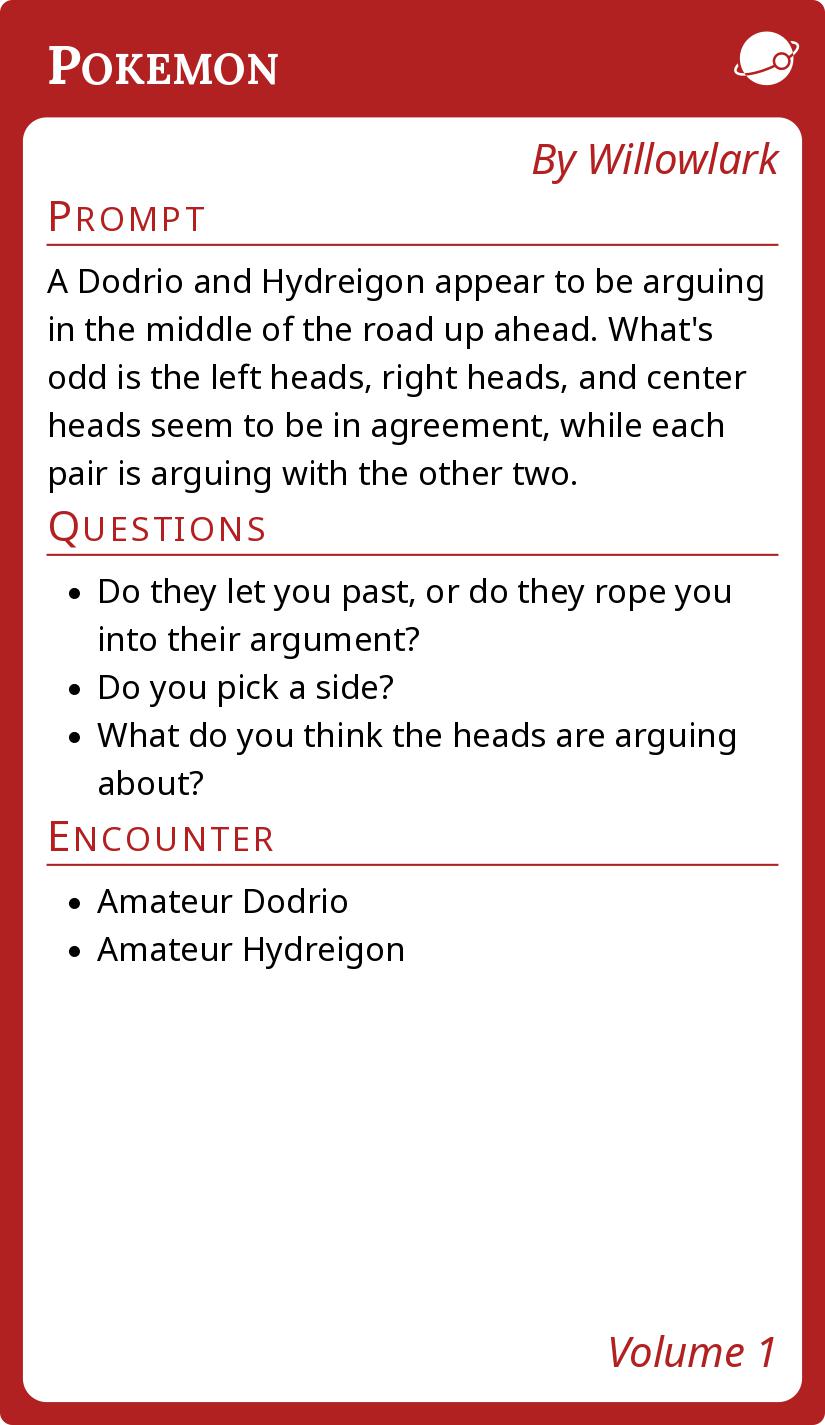 Pokemon
By Willowlark
Prompt
A Dodrio and Hydreigon appear to be arguing
in the middle of the road up ahead. What's
odd is the left heads, right heads, and center
heads seem to be in agreement, while each
pair is arguing with the other two.
Questions
• Do they let you past, or do they rope you
into their argument?
• Do you pick a side?
• What do you think the heads are arguing
about?
Encounter
• Amateur Dodrio
• Amateur Hydreigon
Volume 1